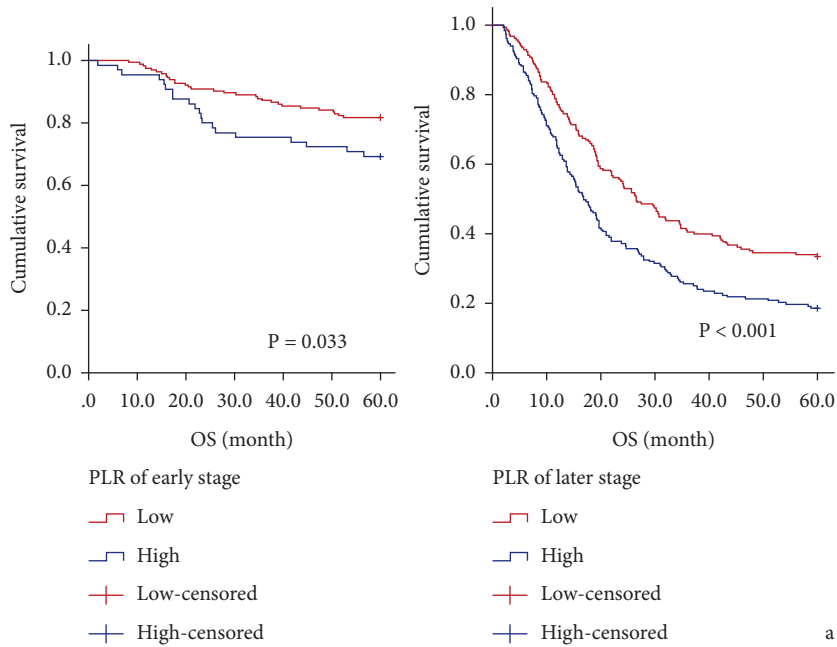 Cumulative survival
1.0
0.8
0.6
0.4
0.2
0.0
P = 0.033
.0 10.0 20.0 30.0 40.0 50.0 60.0
OS (month)
PLR of early stage
Low
High
Low-censored
High-censored
Cumulative survival
1.0
0.8
0.6
0.4
0.2
0.0
P < 0.001
.0 10.0 20.0 30.0 40.0 50.0 60.0
OS (month)
PLR of later stage
Low
High
Low-censored
High-censored
a